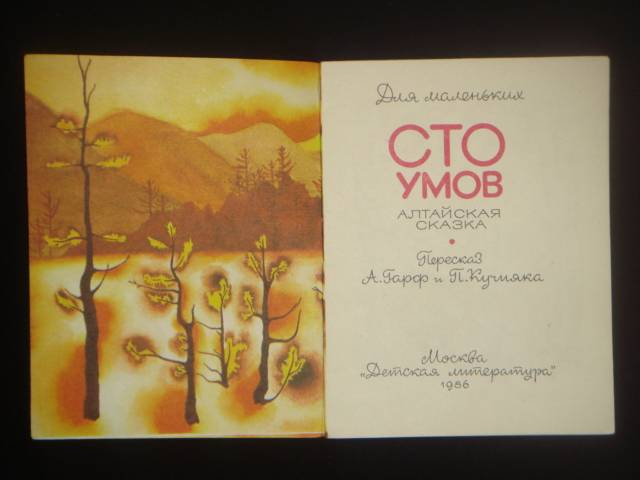 Для маленьких
СТО
УМОВ
АЛТАЙСКАЯ
СКАЗКА
Пересказ
А. Гарф и П. Кучияка
Москва
„Детская литература"
1986